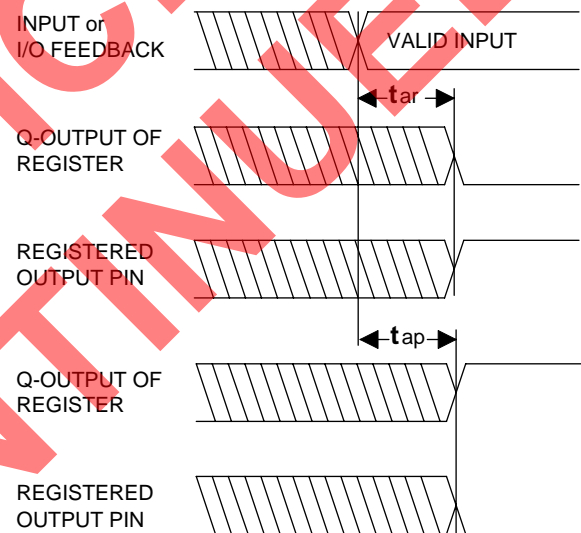 INPUT or
I/O FEEDBACK
VALID INPUT
tar
Q-OUTPUT OF
REGISTER
REGISTERED
OUTPUT PIN
tap
Q-OUTPUT OF
REGISTER
REGISTERED
OUTPUT PIN